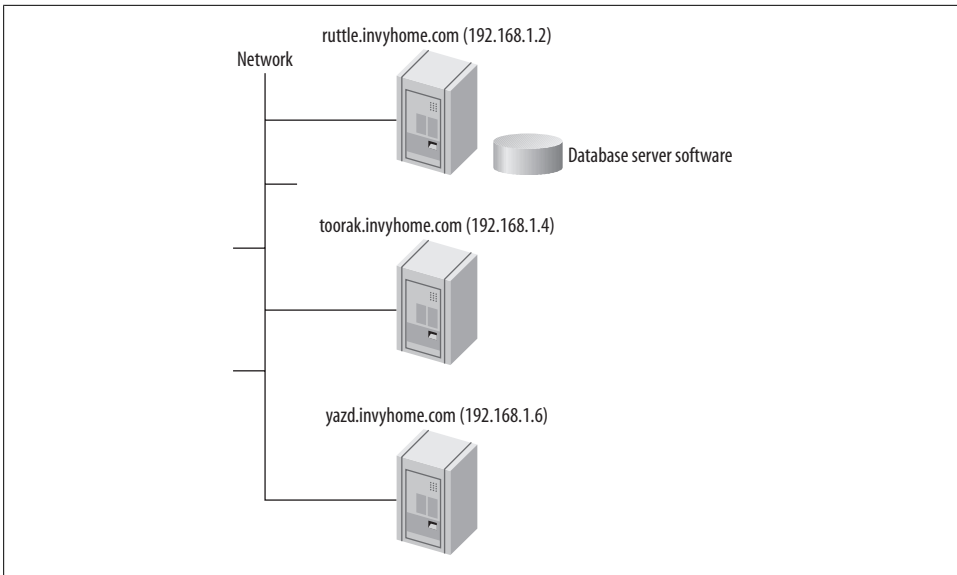 ruttle.invyhome.com (192.168.1.2)
Network
Database server software
toorak.invyhome.com (192.168.1.4)
yazd.invyhome.com (192.168.1.6)